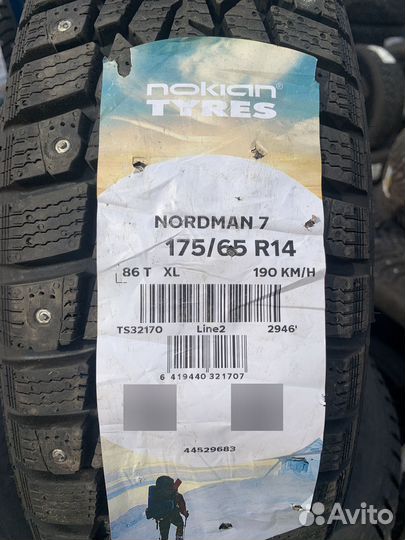 nokian®
TYRES
NORDMAN 7
175/65 R14
86 T XL 190 KM/H
TS32170 Line2 2946'
6 419440 321707
44529683
Avito